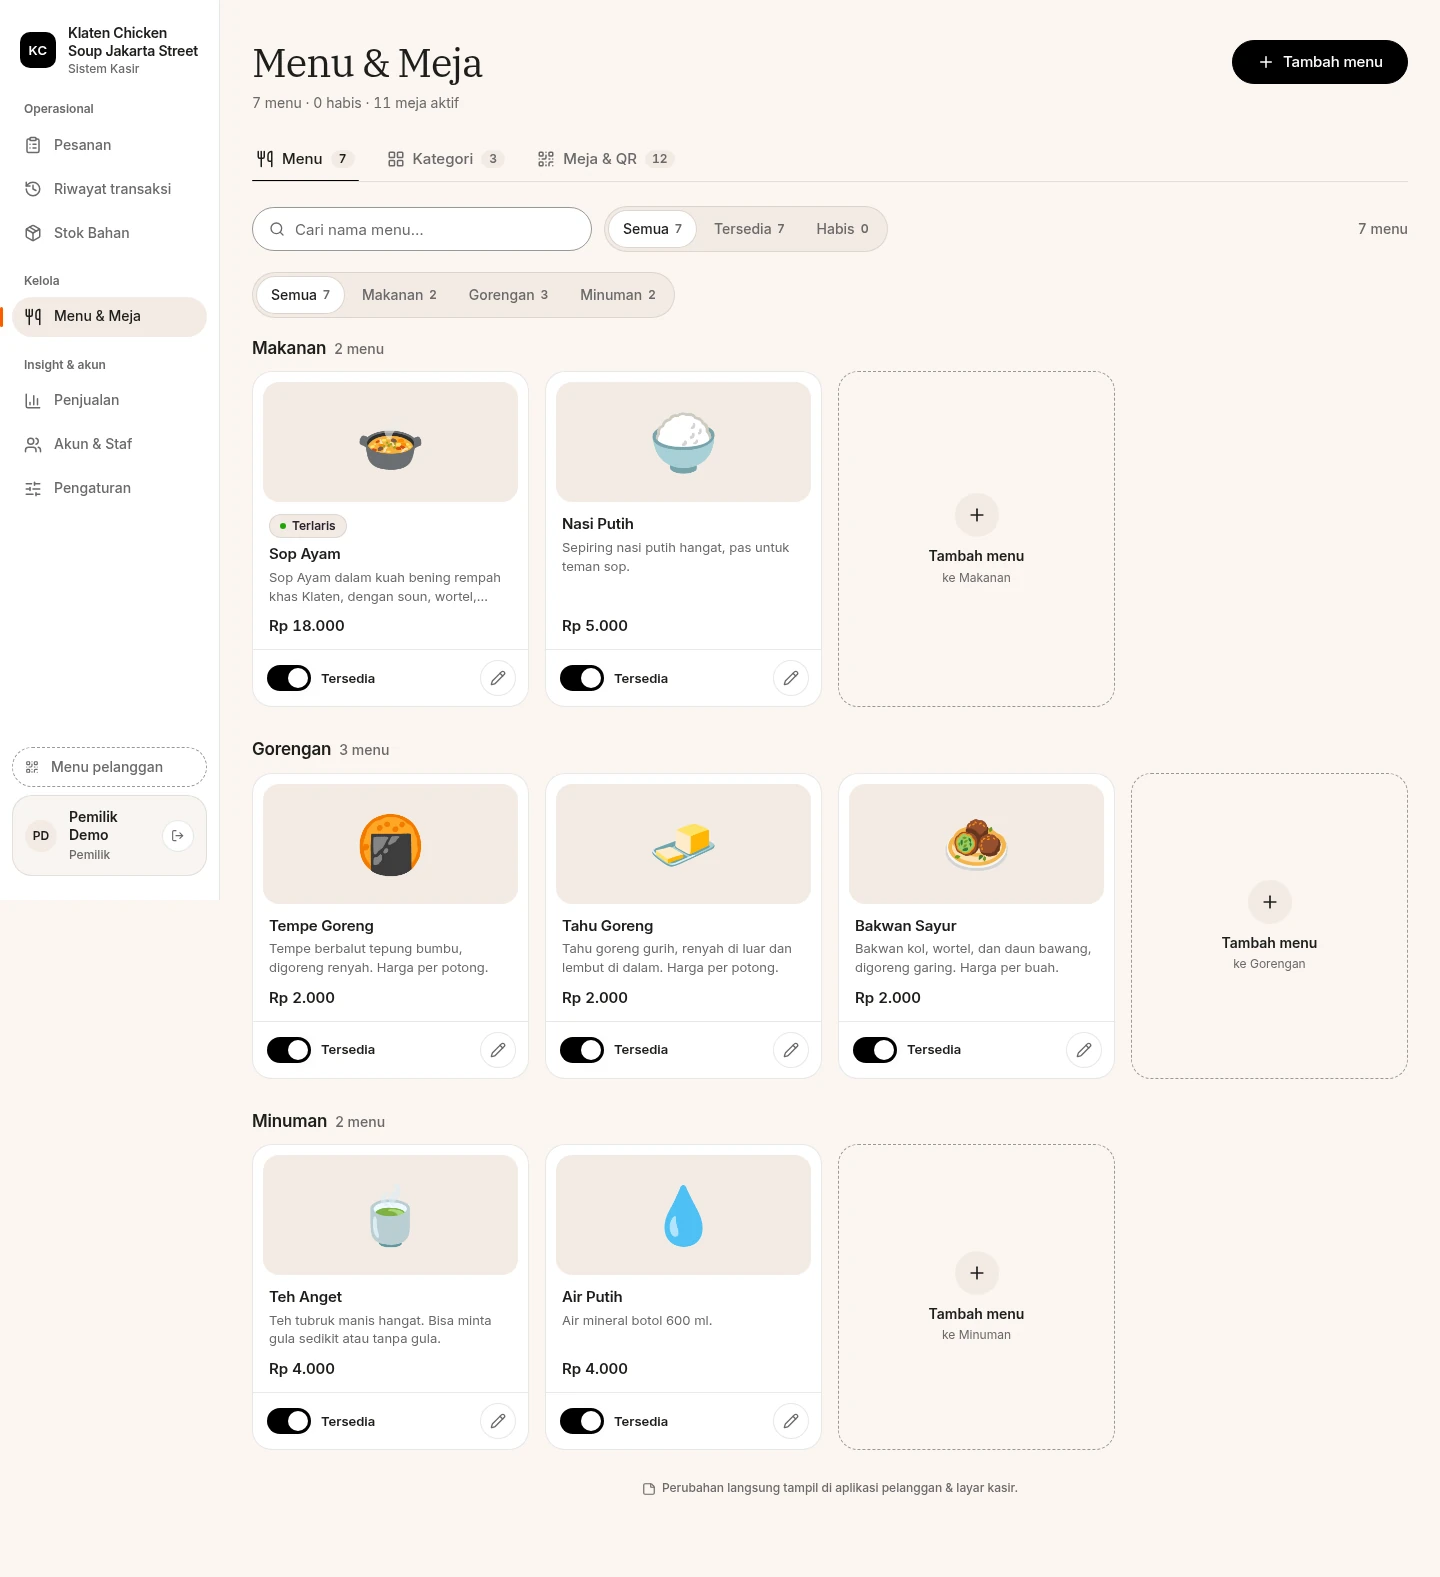 KC
Klaten Chicken
Soup Jakarta Street
Sistem Kasir
Operasional
Pesanan
Riwayat transaksi
Stok Bahan
Kelola
Menu & Meja
Insight & akun
Penjualan
Akun & Staf
Pengaturan
Menu pelanggan
PD
Pemilik
Demo
Pemilik
Menu & Meja
7 menu · 0 habis · 11 meja aktif
Tambah menu
Menu 7
Kategori 3
Meja & QR 12
Cari nama menu...
Semua 7
Tersedia 7
Habis 0
7 menu
Semua 7
Makanan 2
Gorengan 3
Minuman 2
Makanan 2 menu
Terlaris
Sop Ayam
Sop Ayam dalam kuah bening rempah
khas Klaten, dengan soun, wortel,...
Rp 18.000
Tersedia
Nasi Putih
Sepiring nasi putih hangat, pas untuk
teman sop.
Rp 5.000
Tersedia
Tambah menu
ke Makanan
Gorengan 3 menu
Tempe Goreng
Tempe berbalut tepung bumbu,
digoreng renyah. Harga per potong.
Rp 2.000
Tersedia
Tahu Goreng
Tahu goreng gurih, renyah di luar dan
lembut di dalam. Harga per potong.
Rp 2.000
Tersedia
Bakwan Sayur
Bakwan kol, wortel, dan daun bawang,
digoreng garing. Harga per buah.
Rp 2.000
Tersedia
Tambah menu
ke Gorengan
Minuman 2 menu
Teh Anget
Teh tubruk manis hangat. Bisa minta
gula sedikit atau tanpa gula.
Rp 4.000
Tersedia
Air Putih
Air mineral botol 600 ml.
Rp 4.000
Tersedia
Tambah menu
ke Minuman
Perubahan langsung tampil di aplikasi pelanggan & layar kasir.